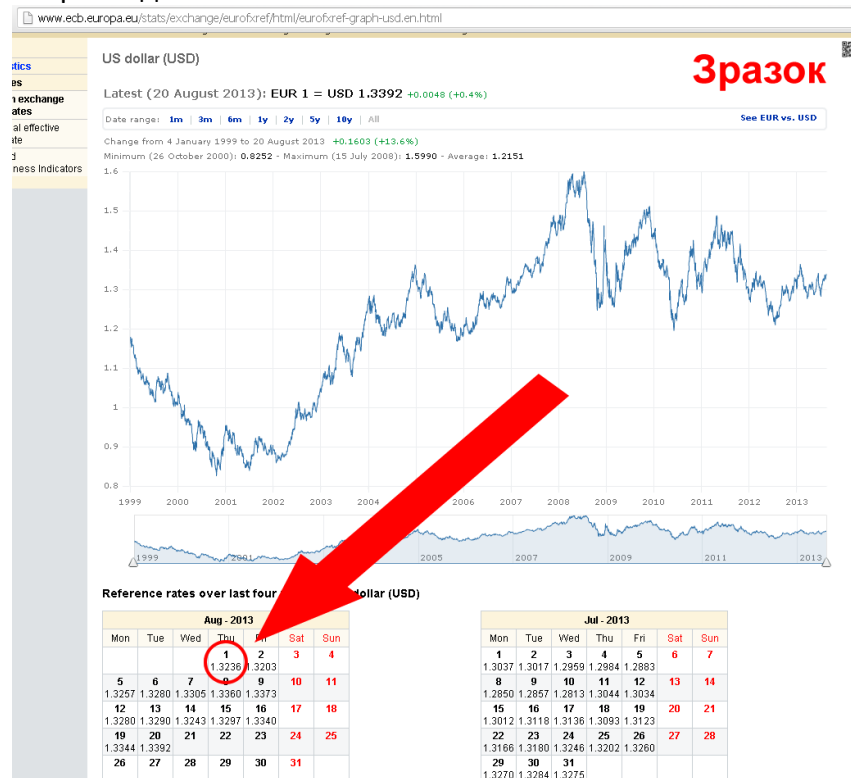 www.ecb.europa.eu/stats/exchange/eurofxref/html/eurofxref-graph-usd.en.html
US dollar (USD)
Зразок
Latest (20 August 2013): EUR 1 = USD 1.3392 +0.0048 (+0.4%)
Date range: 1m 3m 6m 1y 2y 5y 10y All See EUR vs. USD
Change from 4 January 1999 to 20 August 2013 +0.1603 (+13.6%)
Minimum (26 October 2000): 0.8252 - Maximum (15 July 2008): 1.5990 - Average: 1.2151
n exchange
ness Indicators
1.6
1.5
1.4
1.3
1.2
1.1
1
0.9
0.8
1999 2000 2001 2002 2003 2004 2006 2007 2008 2009 2010 2011 2012 2013
1999 2001 2005 2007 2009 2011 2013
Reference rates over last four dollar (USD)
Aug - 2013
Mon Tue Wed Thu Fri Sat Sun
1 2 3 4
1.3236 1.3203
5 6 7 8 9 10 11
1.3257 1.3280 1.3305 1.3360 1.3373
12 13 14 15 16 17 18
1.3280 1.3290 1.3243 1.3297 1.3340
19 20 21 22 23 24 25
1.3344 1.3392
26 27 28 29 30 31
Jul - 2013
Mon Tue Wed Thu Fri Sat Sun
1 2 3 4 5 6 7
1.3037 1.3017 1.2959 1.2984 1.2883
8 9 10 11 12 13 14
1.2850 1.2857 1.2813 1.3044 1.3034
15 16 17 18 19 20 21
1.3012 1.3118 1.3136 1.3093 1.3123
22 23 24 25 26 27 28
1.3166 1.3180 1.3246 1.3202 1.3260
29 30 31
1.3270 1.3284 1.3275